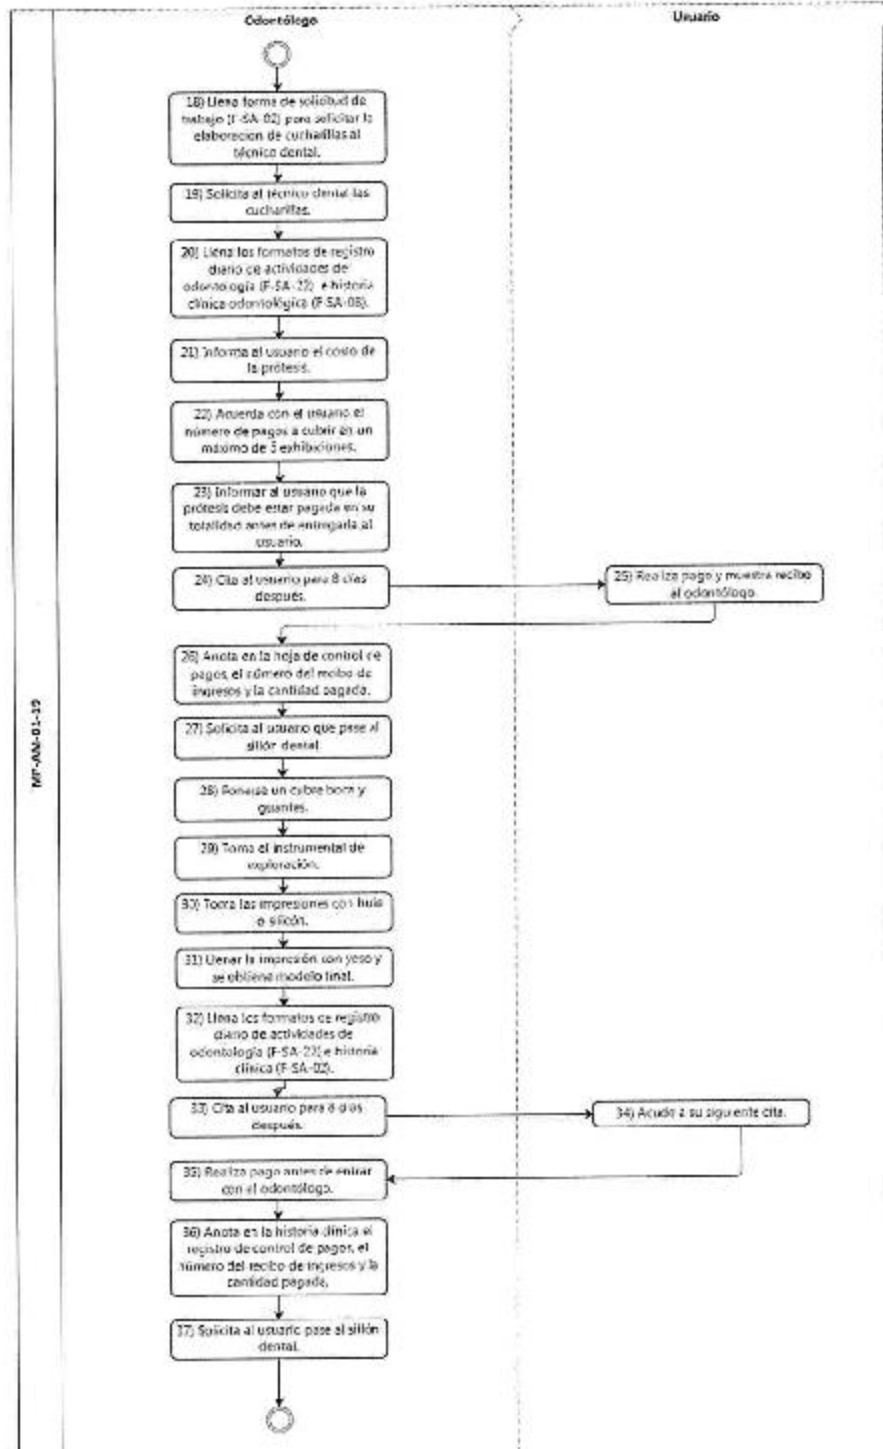 Odontólogo
Usuario
18) Llena forma de solicitud de
trabajo (F-SA-02) para solicitar la
elaboracion de cucharillas al
técnico dental.
19) Solicita al técnico dental las
cucharillas.
20) Llena los formatos de registro
diario de actividades de
odontología (F-SA-22) e historia
clínica odontológica
21) Informa al usuario el costo de
la prótesis.
22) Acuerda con el usuario el
número de pagos a cubrir en un
máximo de exhibiciones.
23) Informar al usuario que la
prótesis debe estar pagada en su
totalidad antes de entregarla al
usuario.
24) Cita al usuario para 8 días
después.
25) Realiza pago y muestra recibo
al odontólogo.
26) Anota en la hoja de control de
pagos, el número del recibo de
ingresos y la cantidad pagada.
27) Solicita al usuario que pase al
sillón dental.
28) Ponerse un cubre boca y
guantes.
29) Toma el instrumental de
exploración.
30) Toma las impresiones con hule
o silicón.
31) Llenar la impresión con yeso y
se obtiene modelo final.
32) Llena los formatos de registro
diario de actividades de
odontología (F-SA-22) e historia
clínica (F-SA-02).
33) Cita al usuario para 8 días
después.
34) Acude a su siguiente cita.
35) Realiza pago antes de entrar
con el odontólogo.
36) Anota en la historia clínica el
registro de control de pagos, el
número del recibo de ingresos y la
cantidad pagada.
37) Solicita al usuario pase al sillón
dental.
MP-AM-01-19